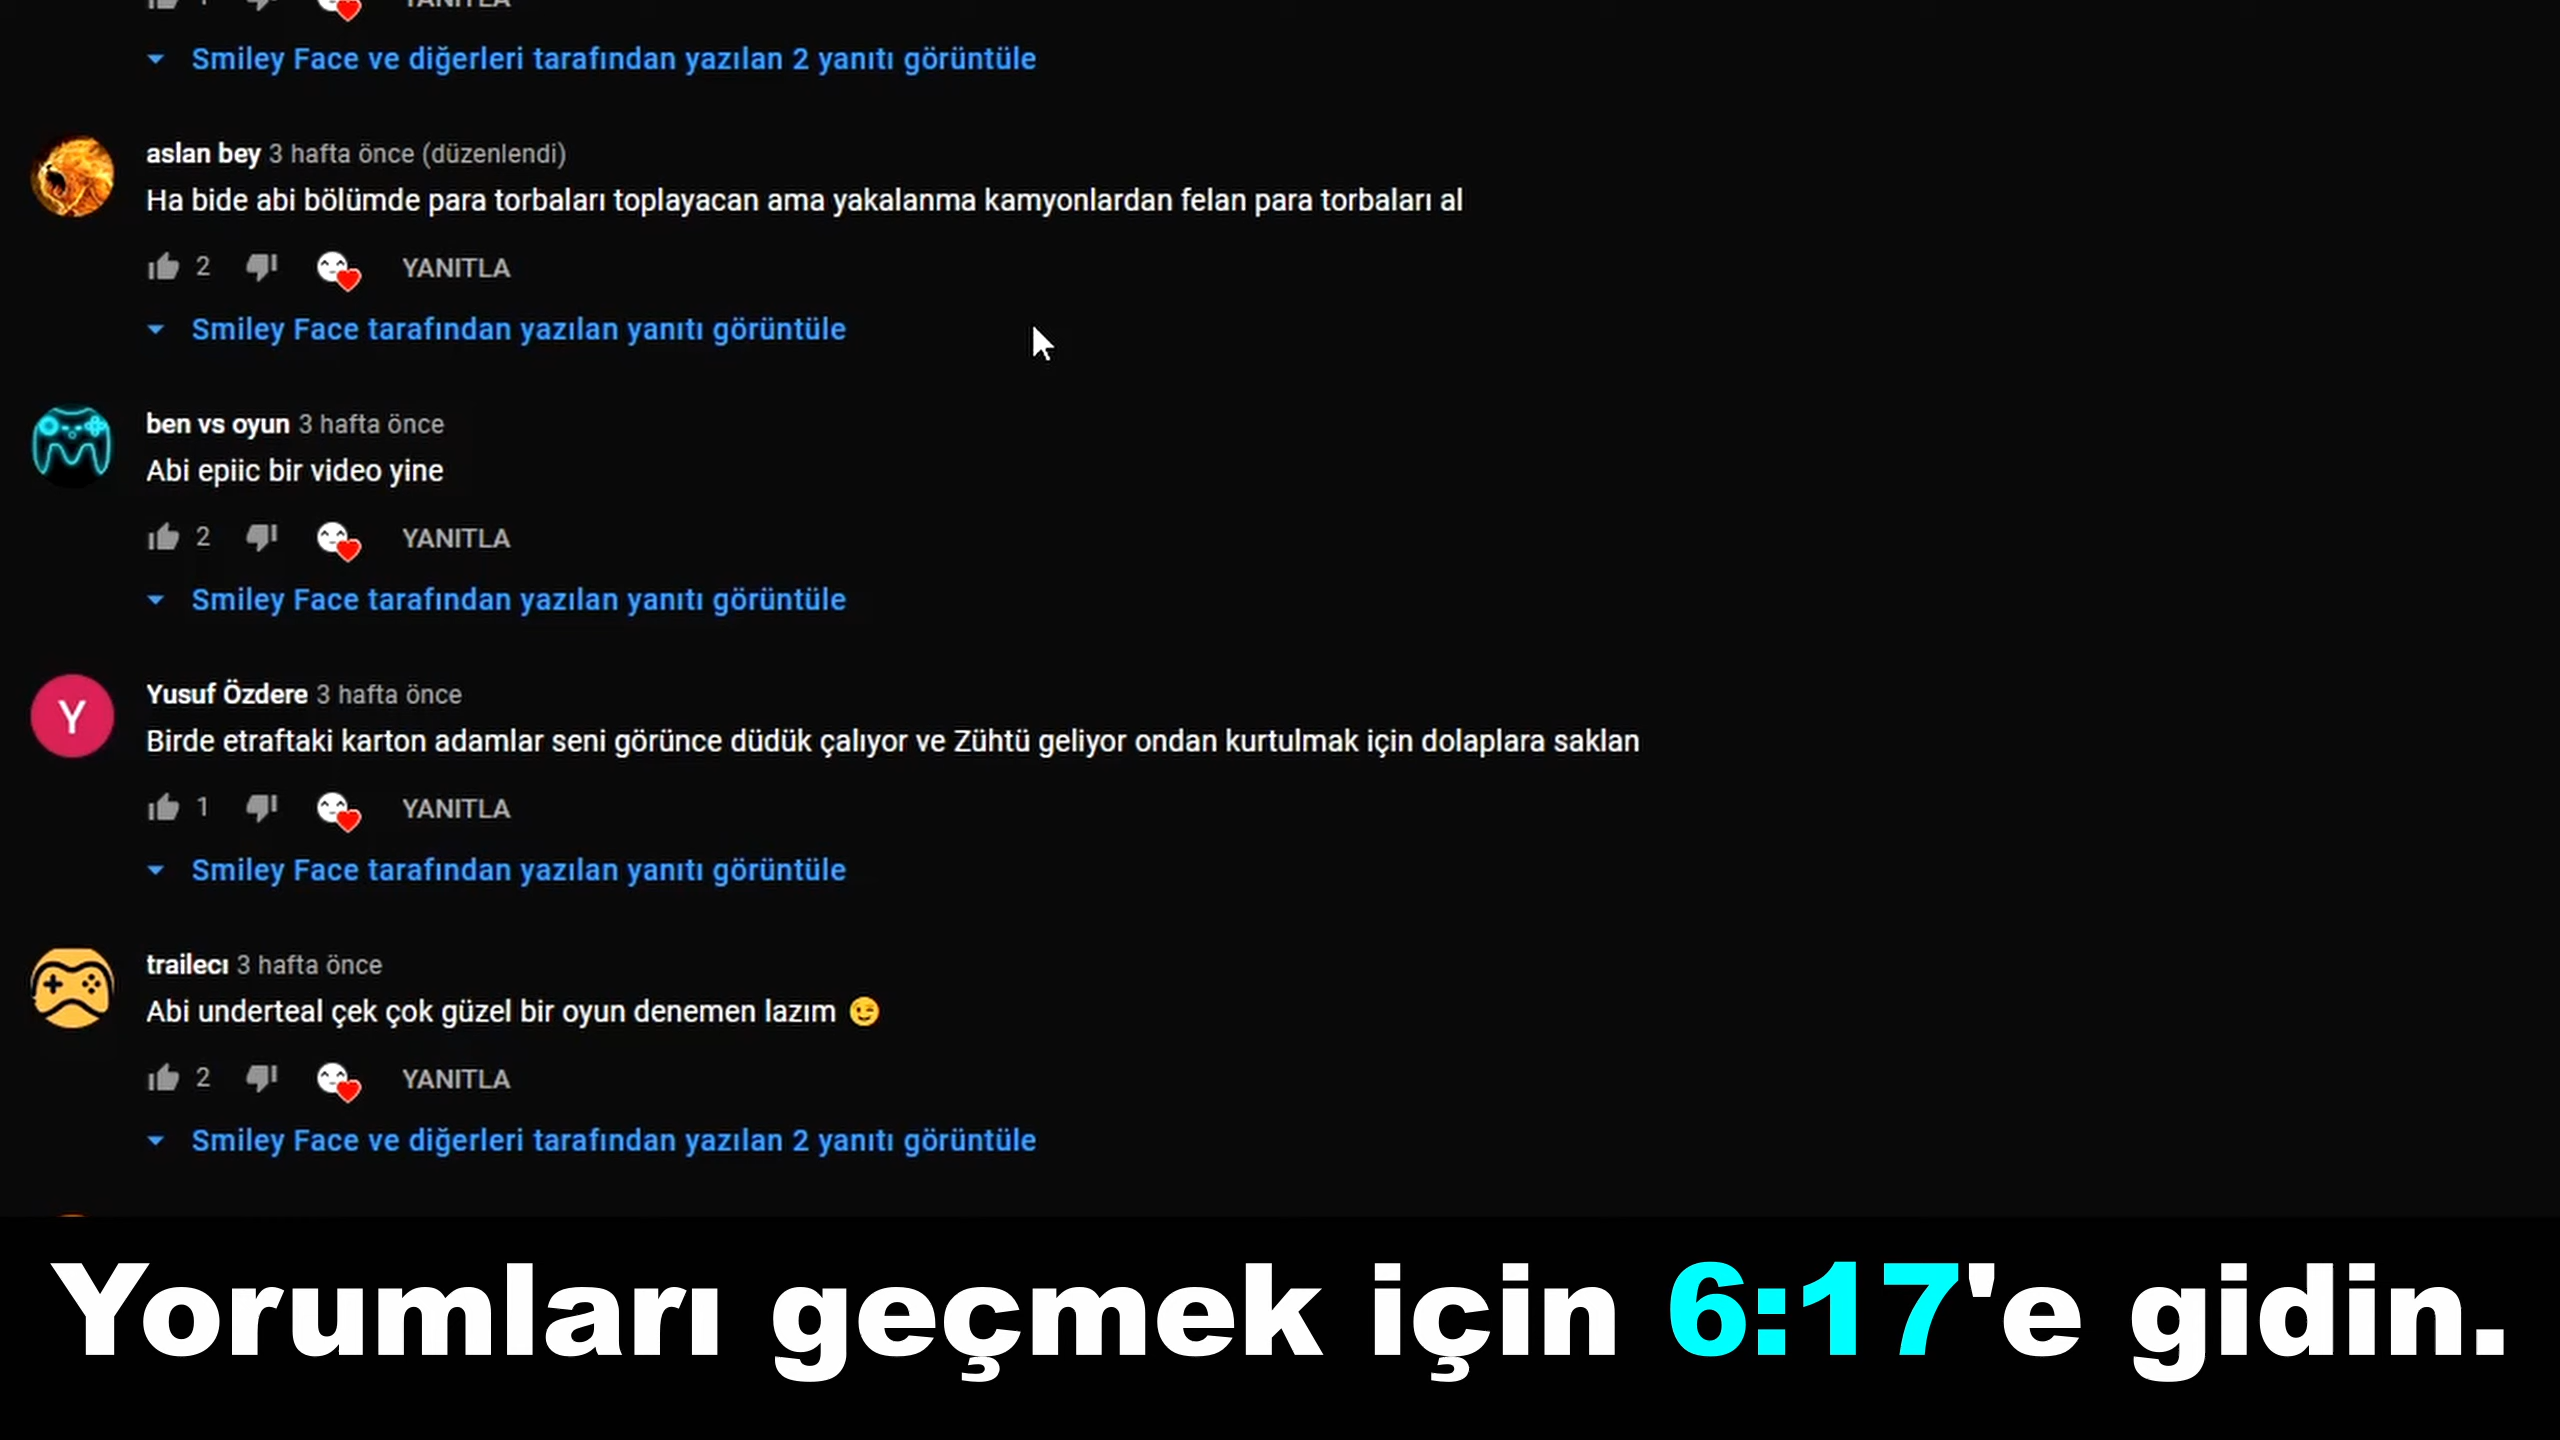 YANITLA
Smiley Face ve diğerleri tarafından yazılan 2 yanıtı görüntüle
aslan bey 3 hafta önce (düzenlendi)
Ha bide abi bölümde para torbaları toplayacan ama yakalanma kamyonlardan felan para torbaları al
2 YANITLA
Smiley Face tarafından yazılan yanıtı görüntüle
ben vs oyun 3 hafta önce
Abi epiic bir video yine
2 YANITLA
Smiley Face tarafından yazılan yanıtı görüntüle
Y
Yusuf Özdere 3 hafta önce
Birde etraftaki karton adamlar seni görünce düdük çalıyor ve Zühtü geliyor ondan kurtulmak için dolaplara saklan
1 YANITLA
Smiley Face tarafından yazılan yanıtı görüntüle
trailecı 3 hafta önce
Abi underteal çek çok güzel bir oyun denemen lazım 😉
2 YANITLA
Smiley Face ve diğerleri tarafından yazılan 2 yanıtı görüntüle
Yorumları geçmek için 6:17'e gidin.